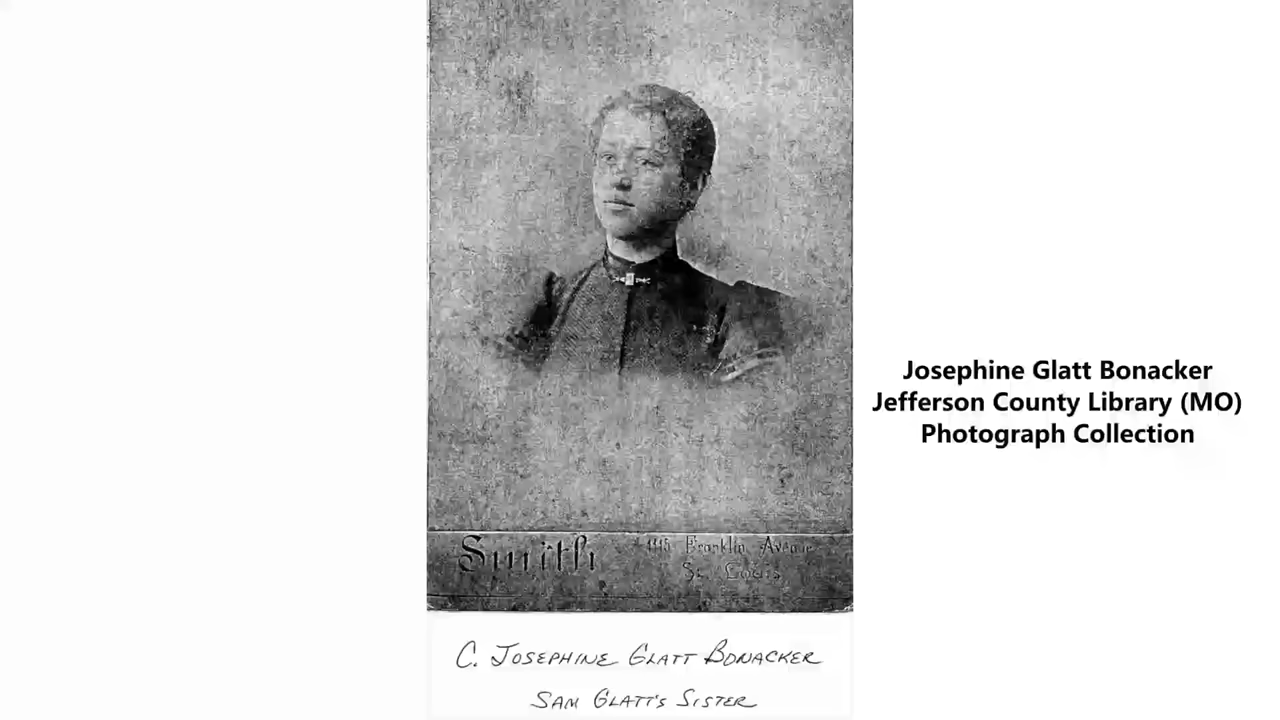 Smith
1115 Franklin Avenue
St. Louis
C. JOSEPHINE GLATT BONACKER
SAM GLATT'S SISTER
Josephine Glatt Bonacker
Jefferson County Library (MO)
Photograph Collection